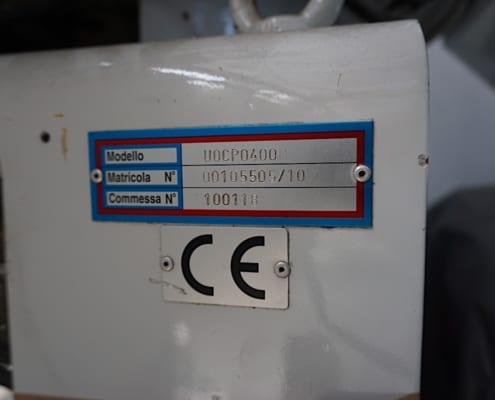 Modello U0CP0400
Matricola N° 00105505/10
Commessa N° 100118
CE